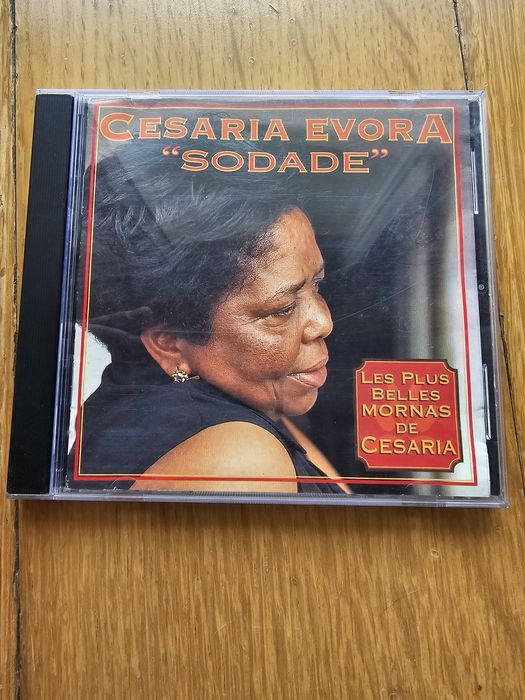 CESARIA EVORA
“SODADE”
LES PLUS
BELLES
MORNAS
DE
CESARIA